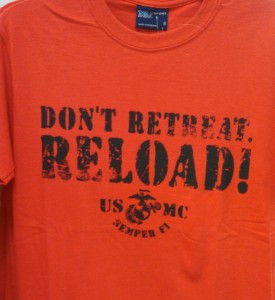 DON'T RETREAT.
RELOAD!
US MC
SEMPER FI